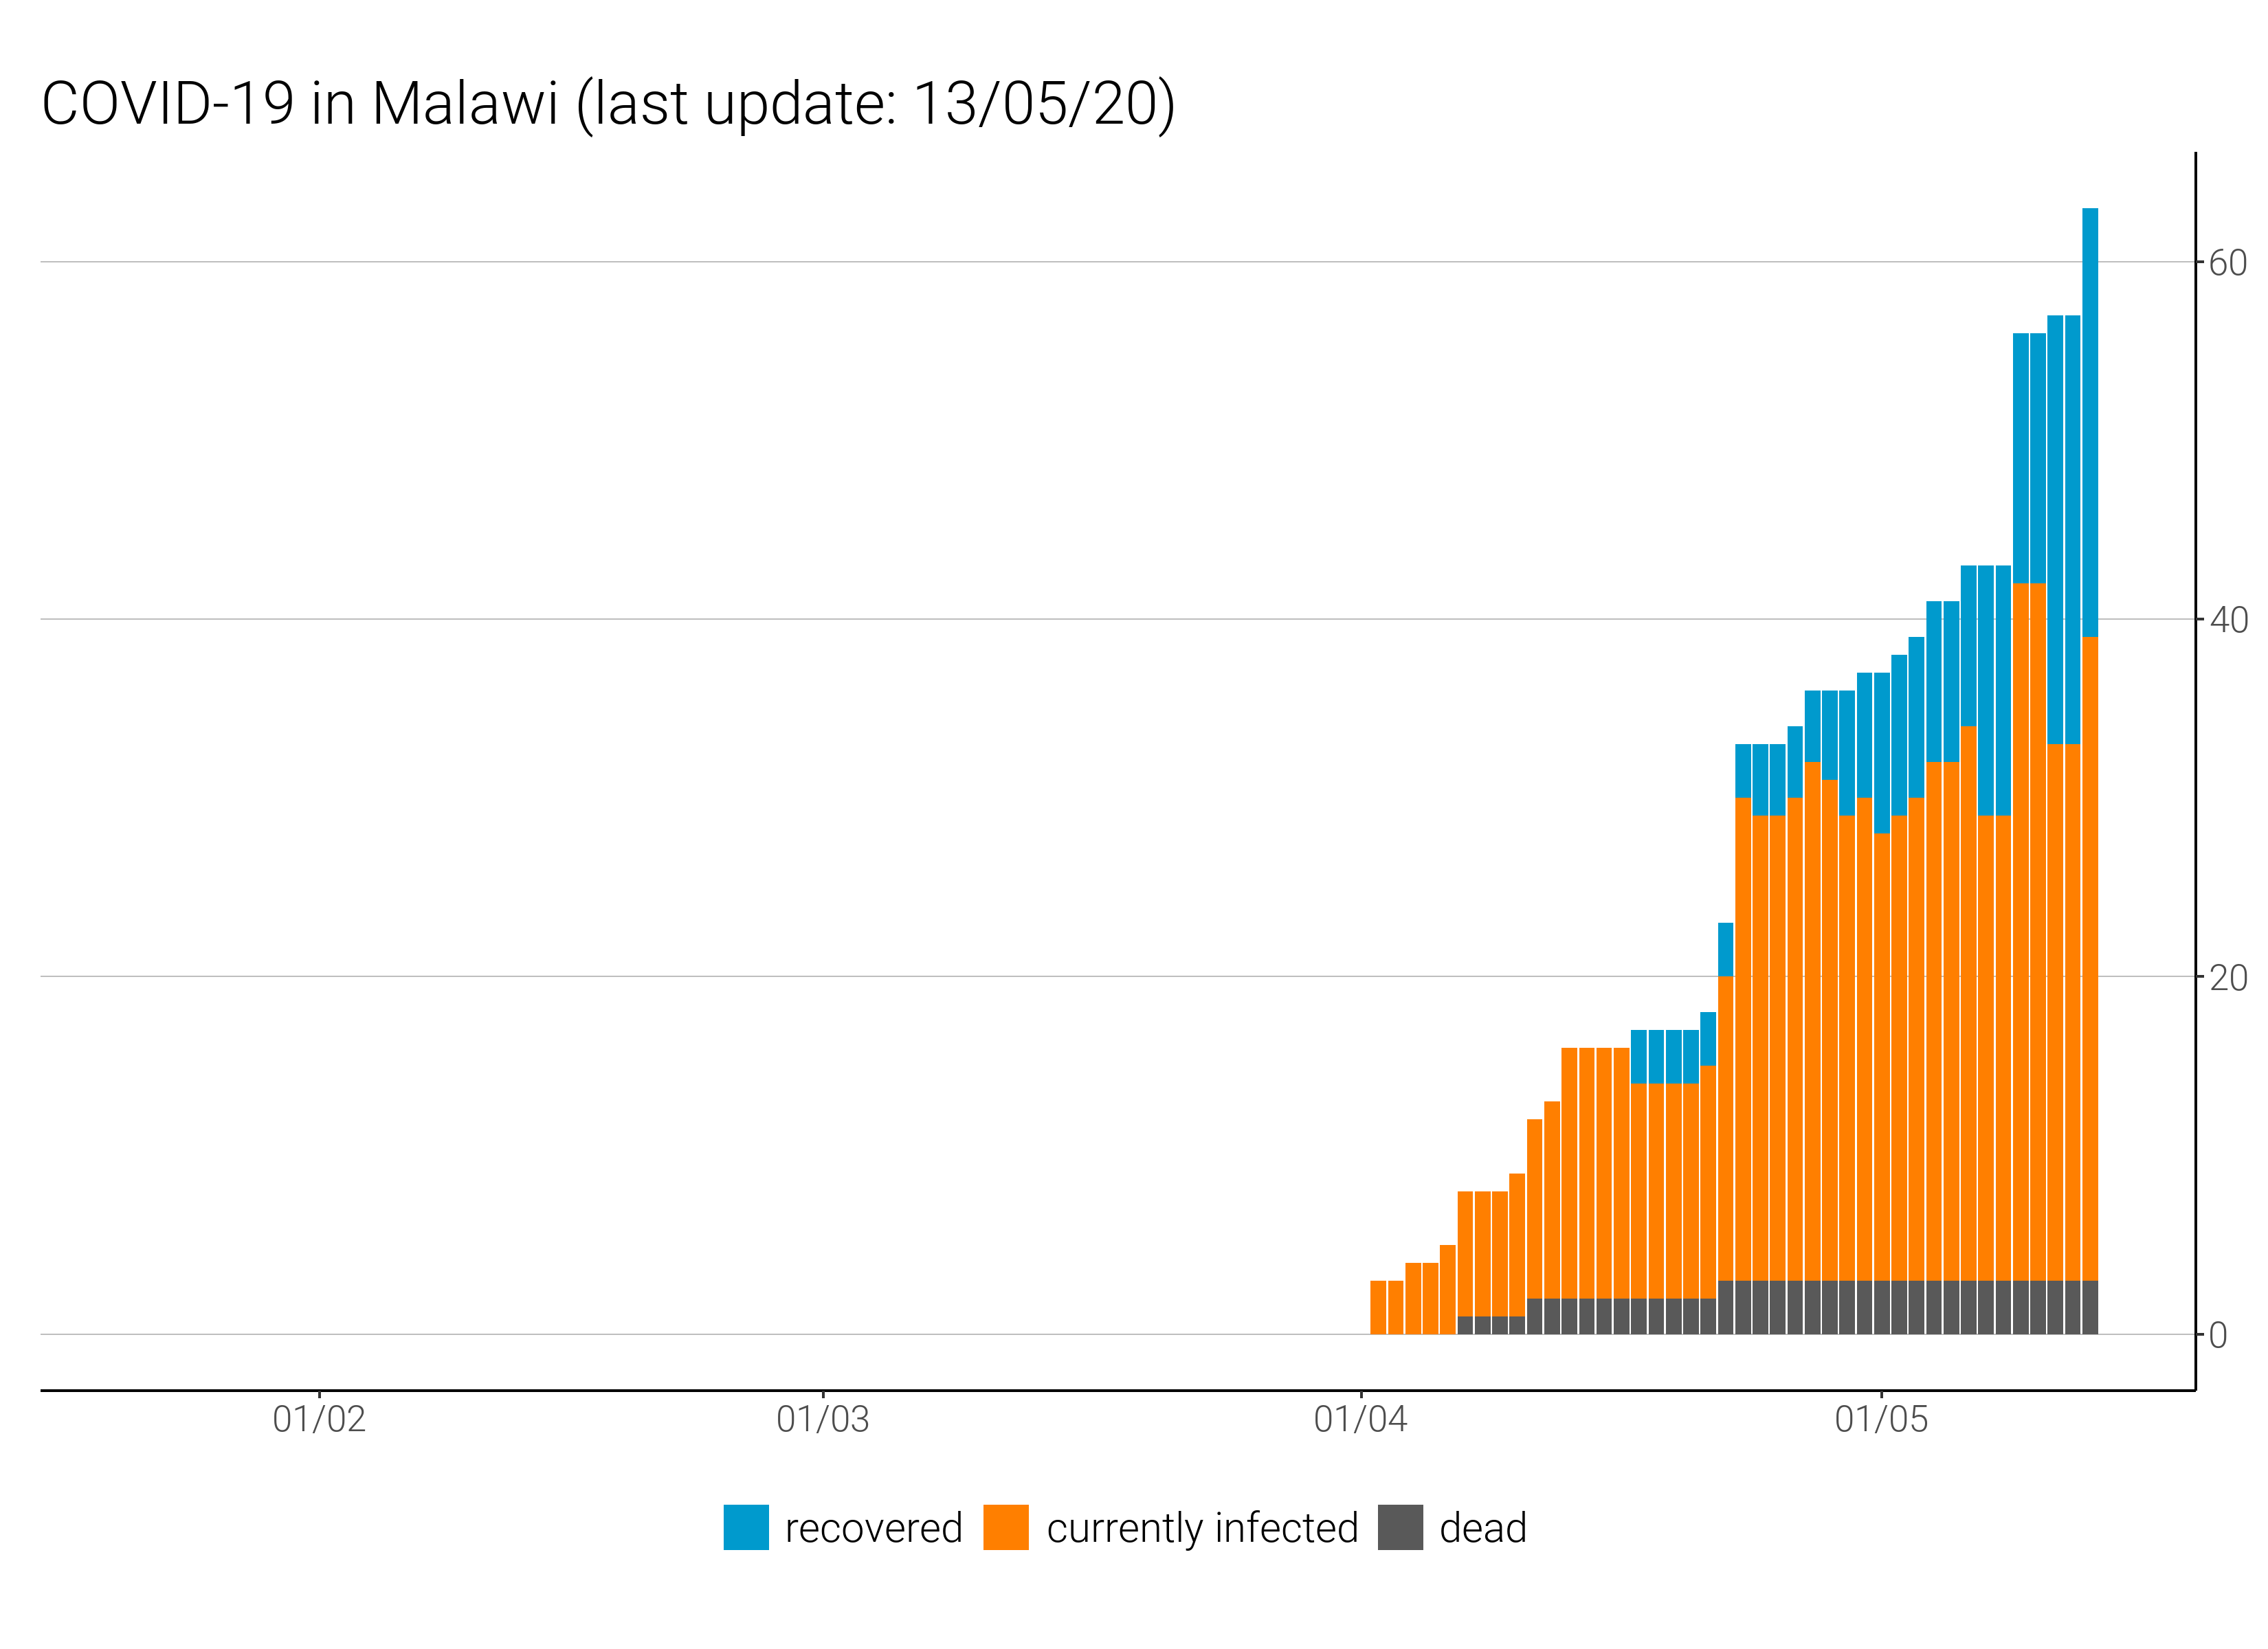 COVID-19 in Malawi (last update: 13/05/20)
60
40
20
0
01/02 01/03 01/04 01/05
recovered currently infected dead